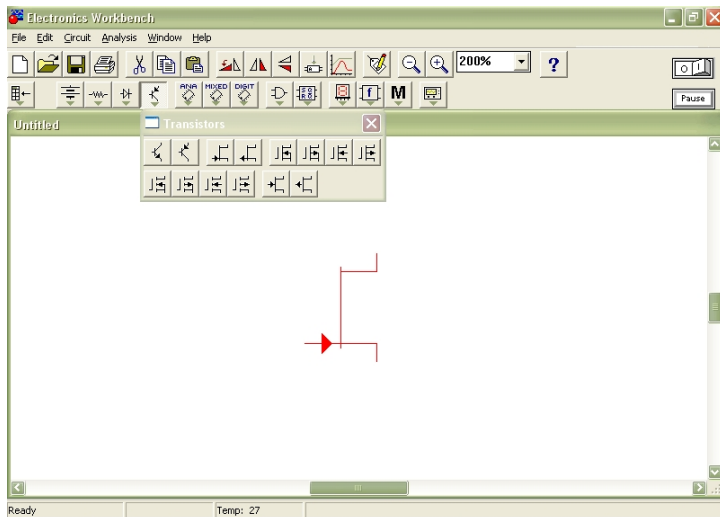 Electronics Workbench
File Edit Circuit Analysis Window Help
200% ?
ANA MIXED DIGIT
f M
Pause
Untitled
Transistors
Ready Temp: 27